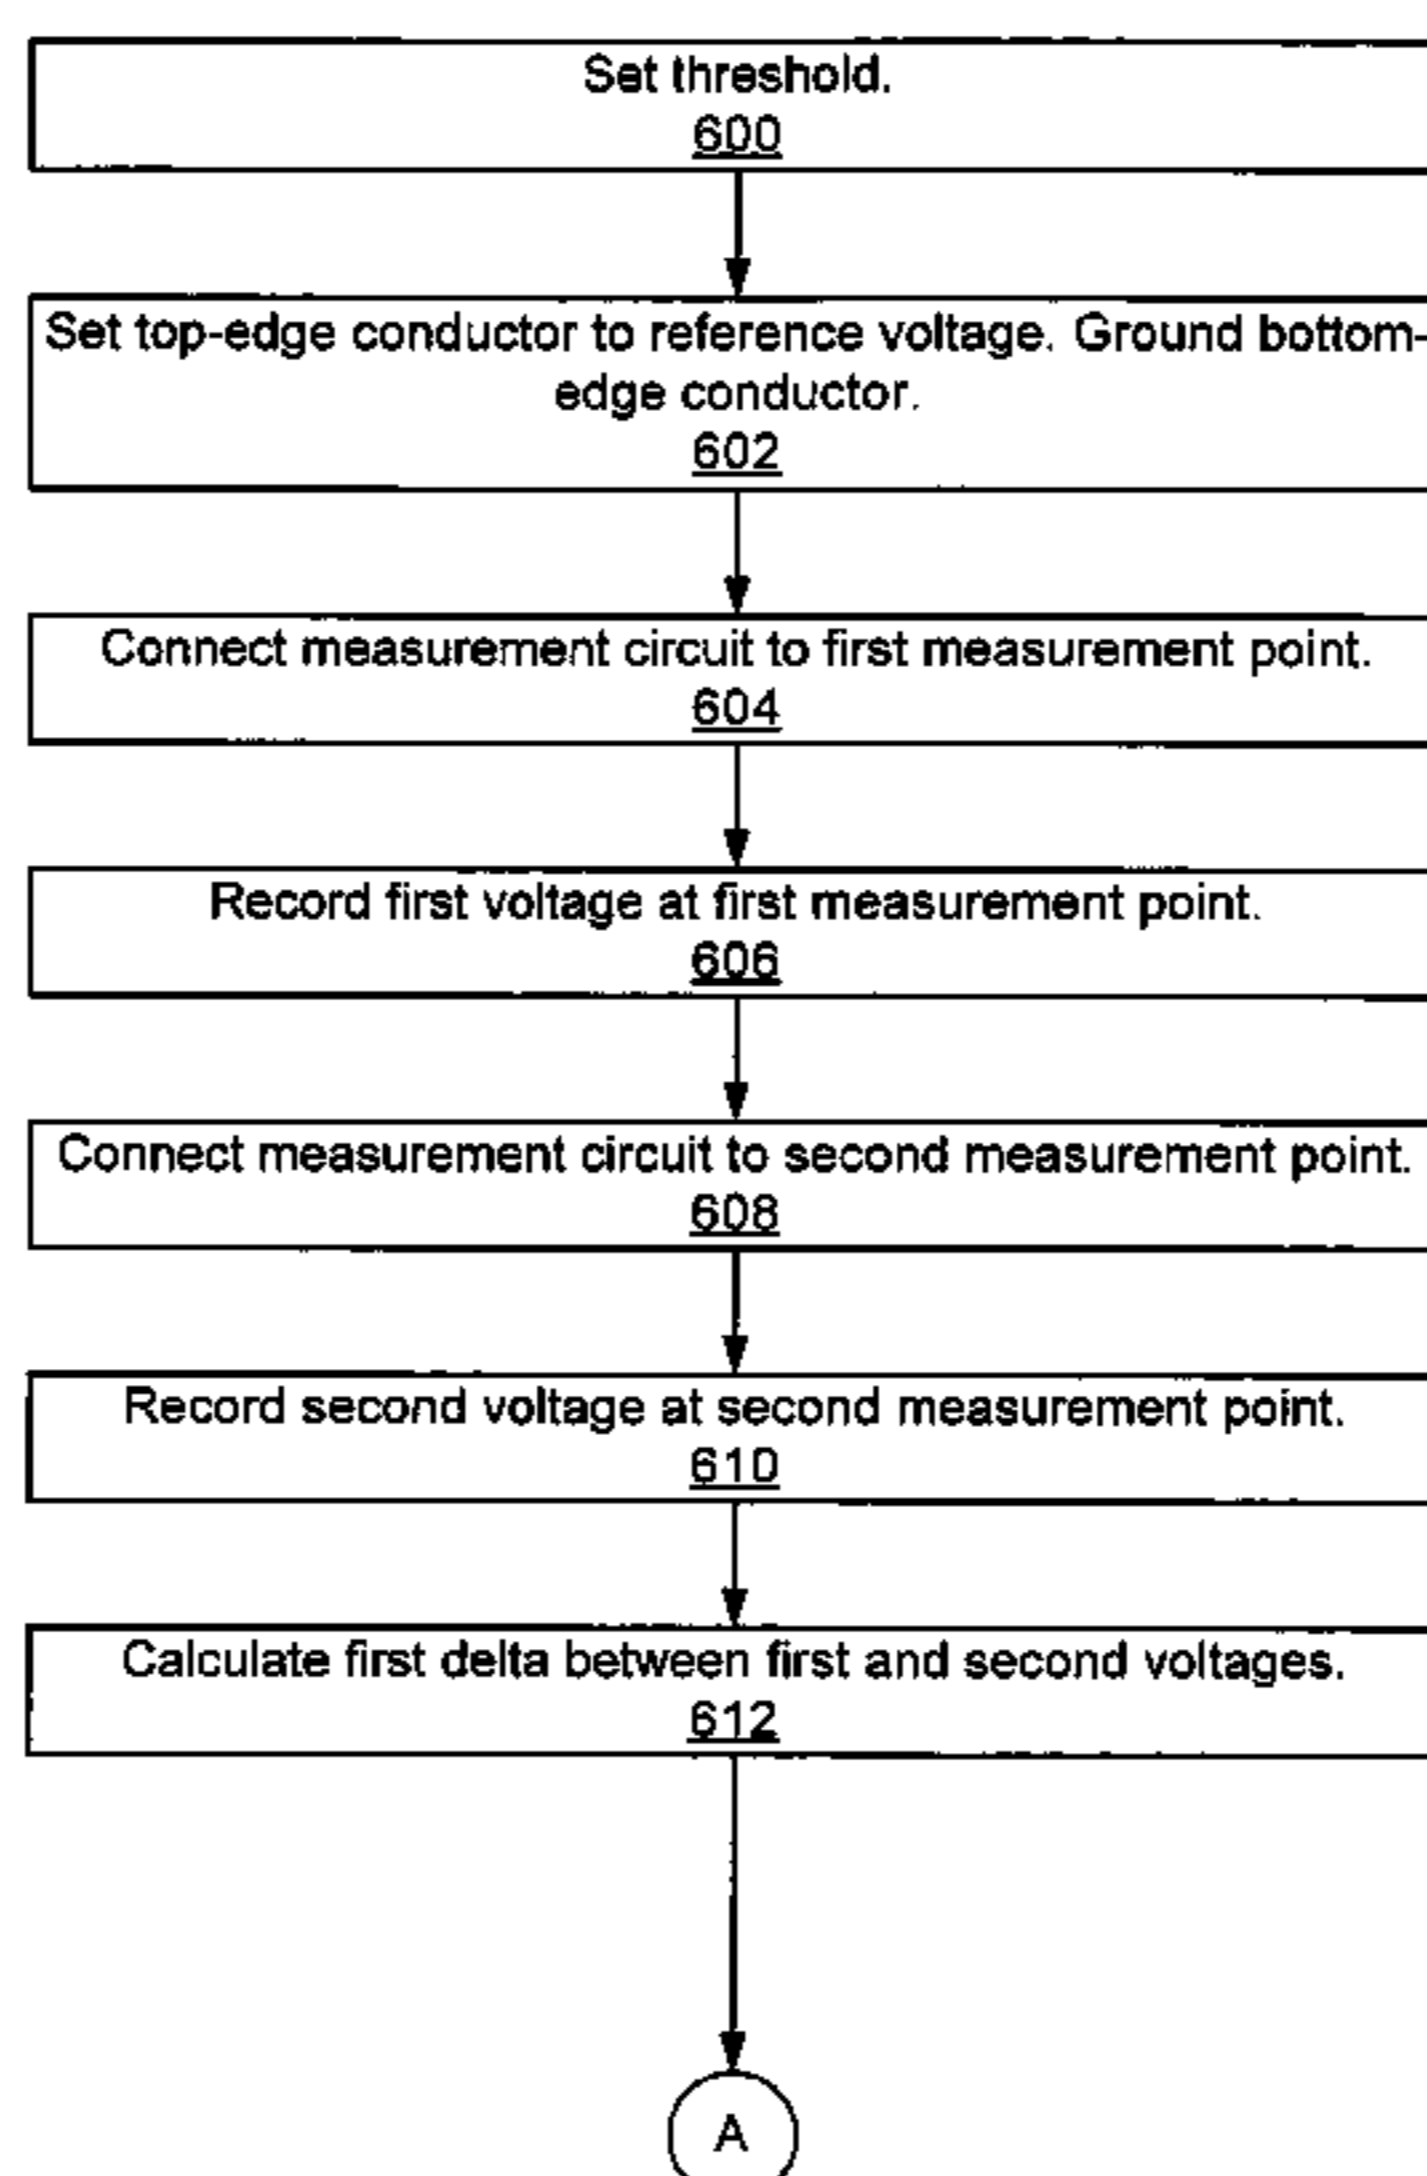 Set threshold.
600
Set top-edge conductor to reference voltage. Ground bottom-
edge conductor.
602
Connect measurement circuit to first measurement point.
604
Record first voltage at first measurement point.
606
Connect measurement circuit to second measurement point.
608
Record second voltage at second measurement point.
610
Calculate first delta between first and second voltages.
612
A